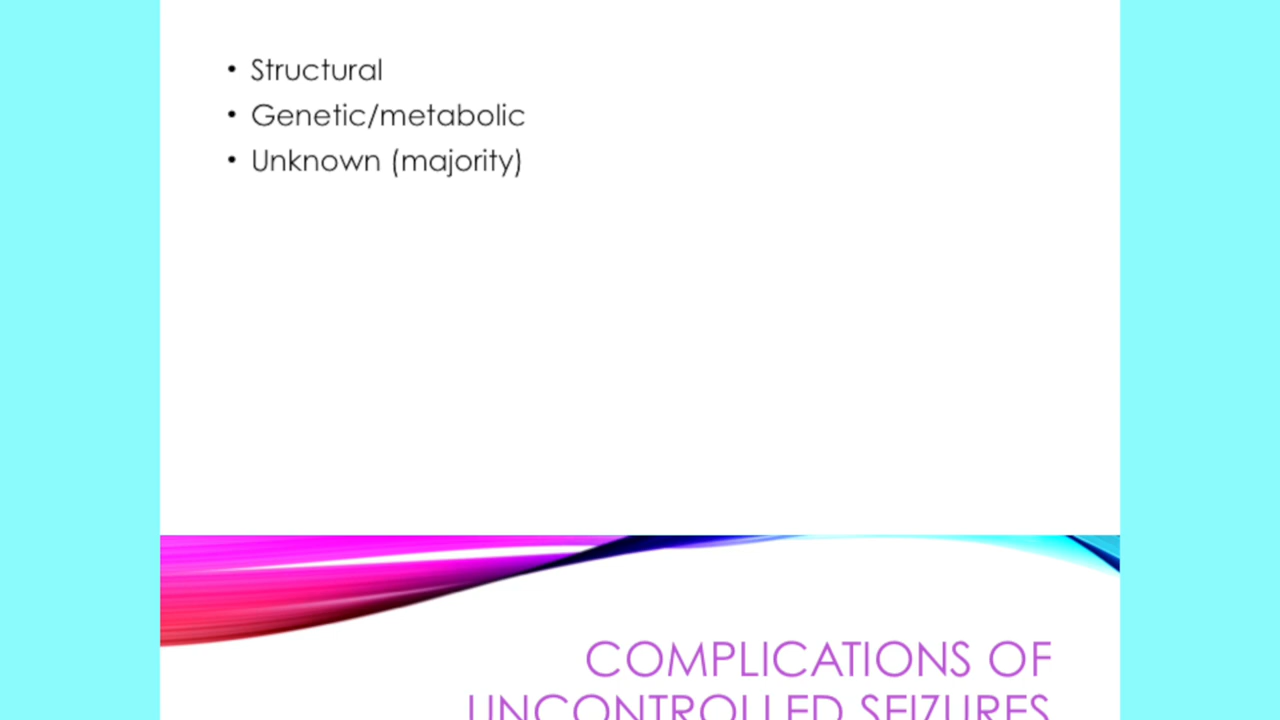 • Structural
• Genetic/metabolic
• Unknown (majority)
COMPLICATIONS OF
UNCONTROLLED SEIZURES